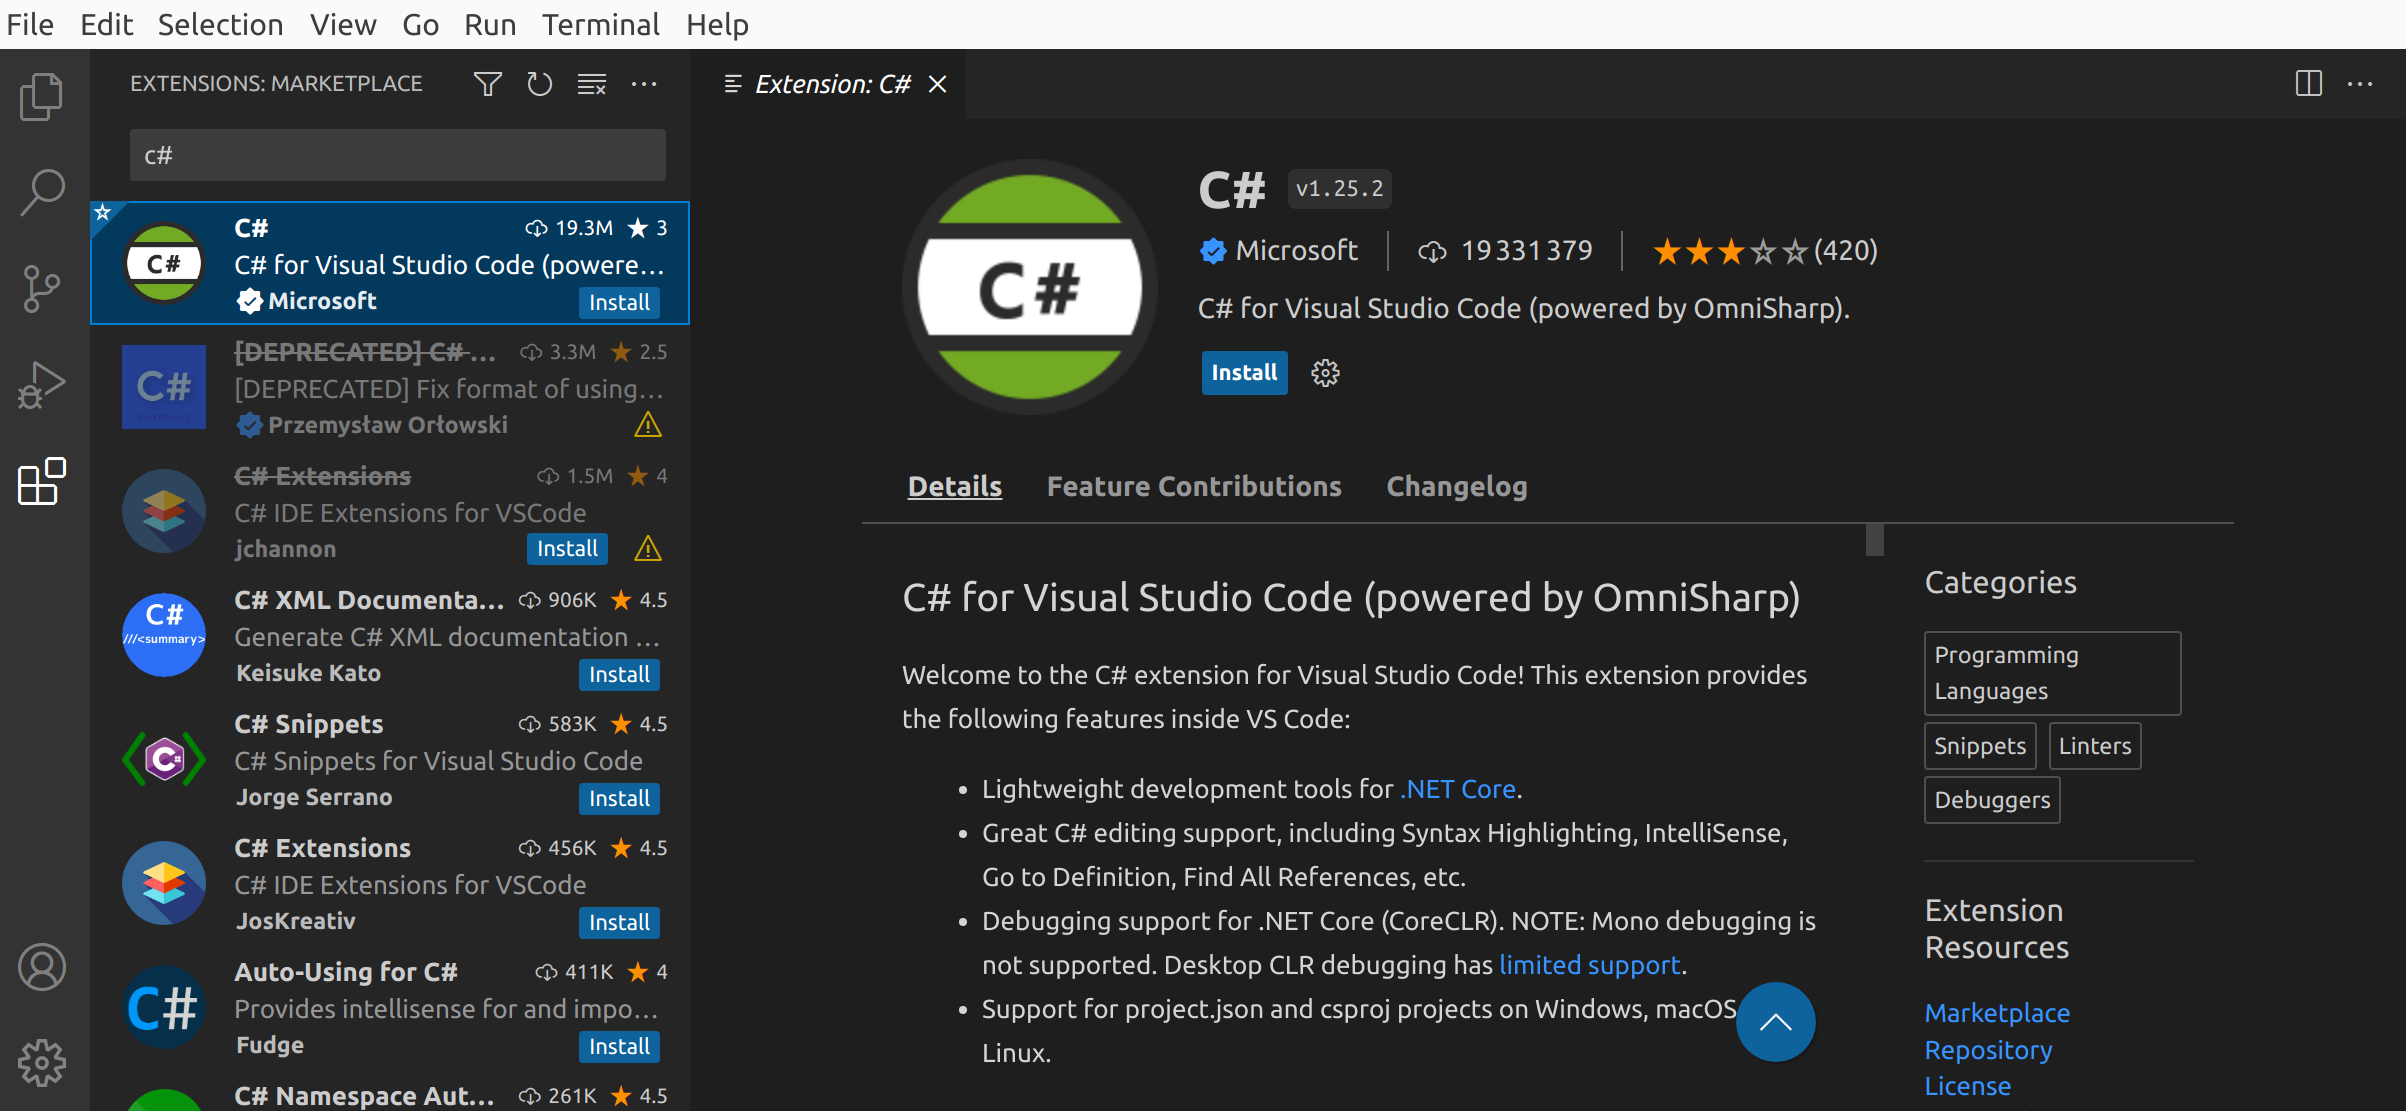 File Edit Selection View Go Run Terminal Help
EXTENSIONS: MARKETPLACE
c#
C# 19.3M ★ 3
C# for Visual Studio Code (powere...
C#
Microsoft Install
[DEPRECATED] C# ... 3.3M ★ 2.5
C#
[DEPRECATED] Fix format of using...
Przemysław Orłowski
C# Extensions 1.5M ★ 4
C# IDE Extensions for VSCode
jchannon Install
C# XML Documenta... 906K ★ 4.5
C#
///<summary>
Generate C# XML documentation ...
Keisuke Kato Install
C# Snippets 583K ★ 4.5
C#
C# Snippets for Visual Studio Code
Jorge Serrano Install
C# Extensions 456K ★ 4.5
C# IDE Extensions for VSCode
JosKreativ Install
Auto-Using for C# 411K ★ 4
C#
Provides intellisense for and impo...
Fudge Install
C# Namespace Aut... 261K ★ 4.5
Extension: C#
C#
C# v1.25.2
Microsoft 19 331 379 ★★★☆☆ (420)
C# for Visual Studio Code (powered by OmniSharp).
Install
Details Feature Contributions Changelog
C# for Visual Studio Code (powered by OmniSharp)
Welcome to the C# extension for Visual Studio Code! This extension provides
the following features inside VS Code:
• Lightweight development tools for .NET Core.
• Great C# editing support, including Syntax Highlighting, IntelliSense,
Go to Definition, Find All References, etc.
• Debugging support for .NET Core (CoreCLR). NOTE: Mono debugging is
not supported. Desktop CLR debugging has limited support.
• Support for project.json and csproj projects on Windows, macOS
Linux.
Categories
Programming
Languages
Snippets Linters
Debuggers
Extension
Resources
Marketplace
Repository
License